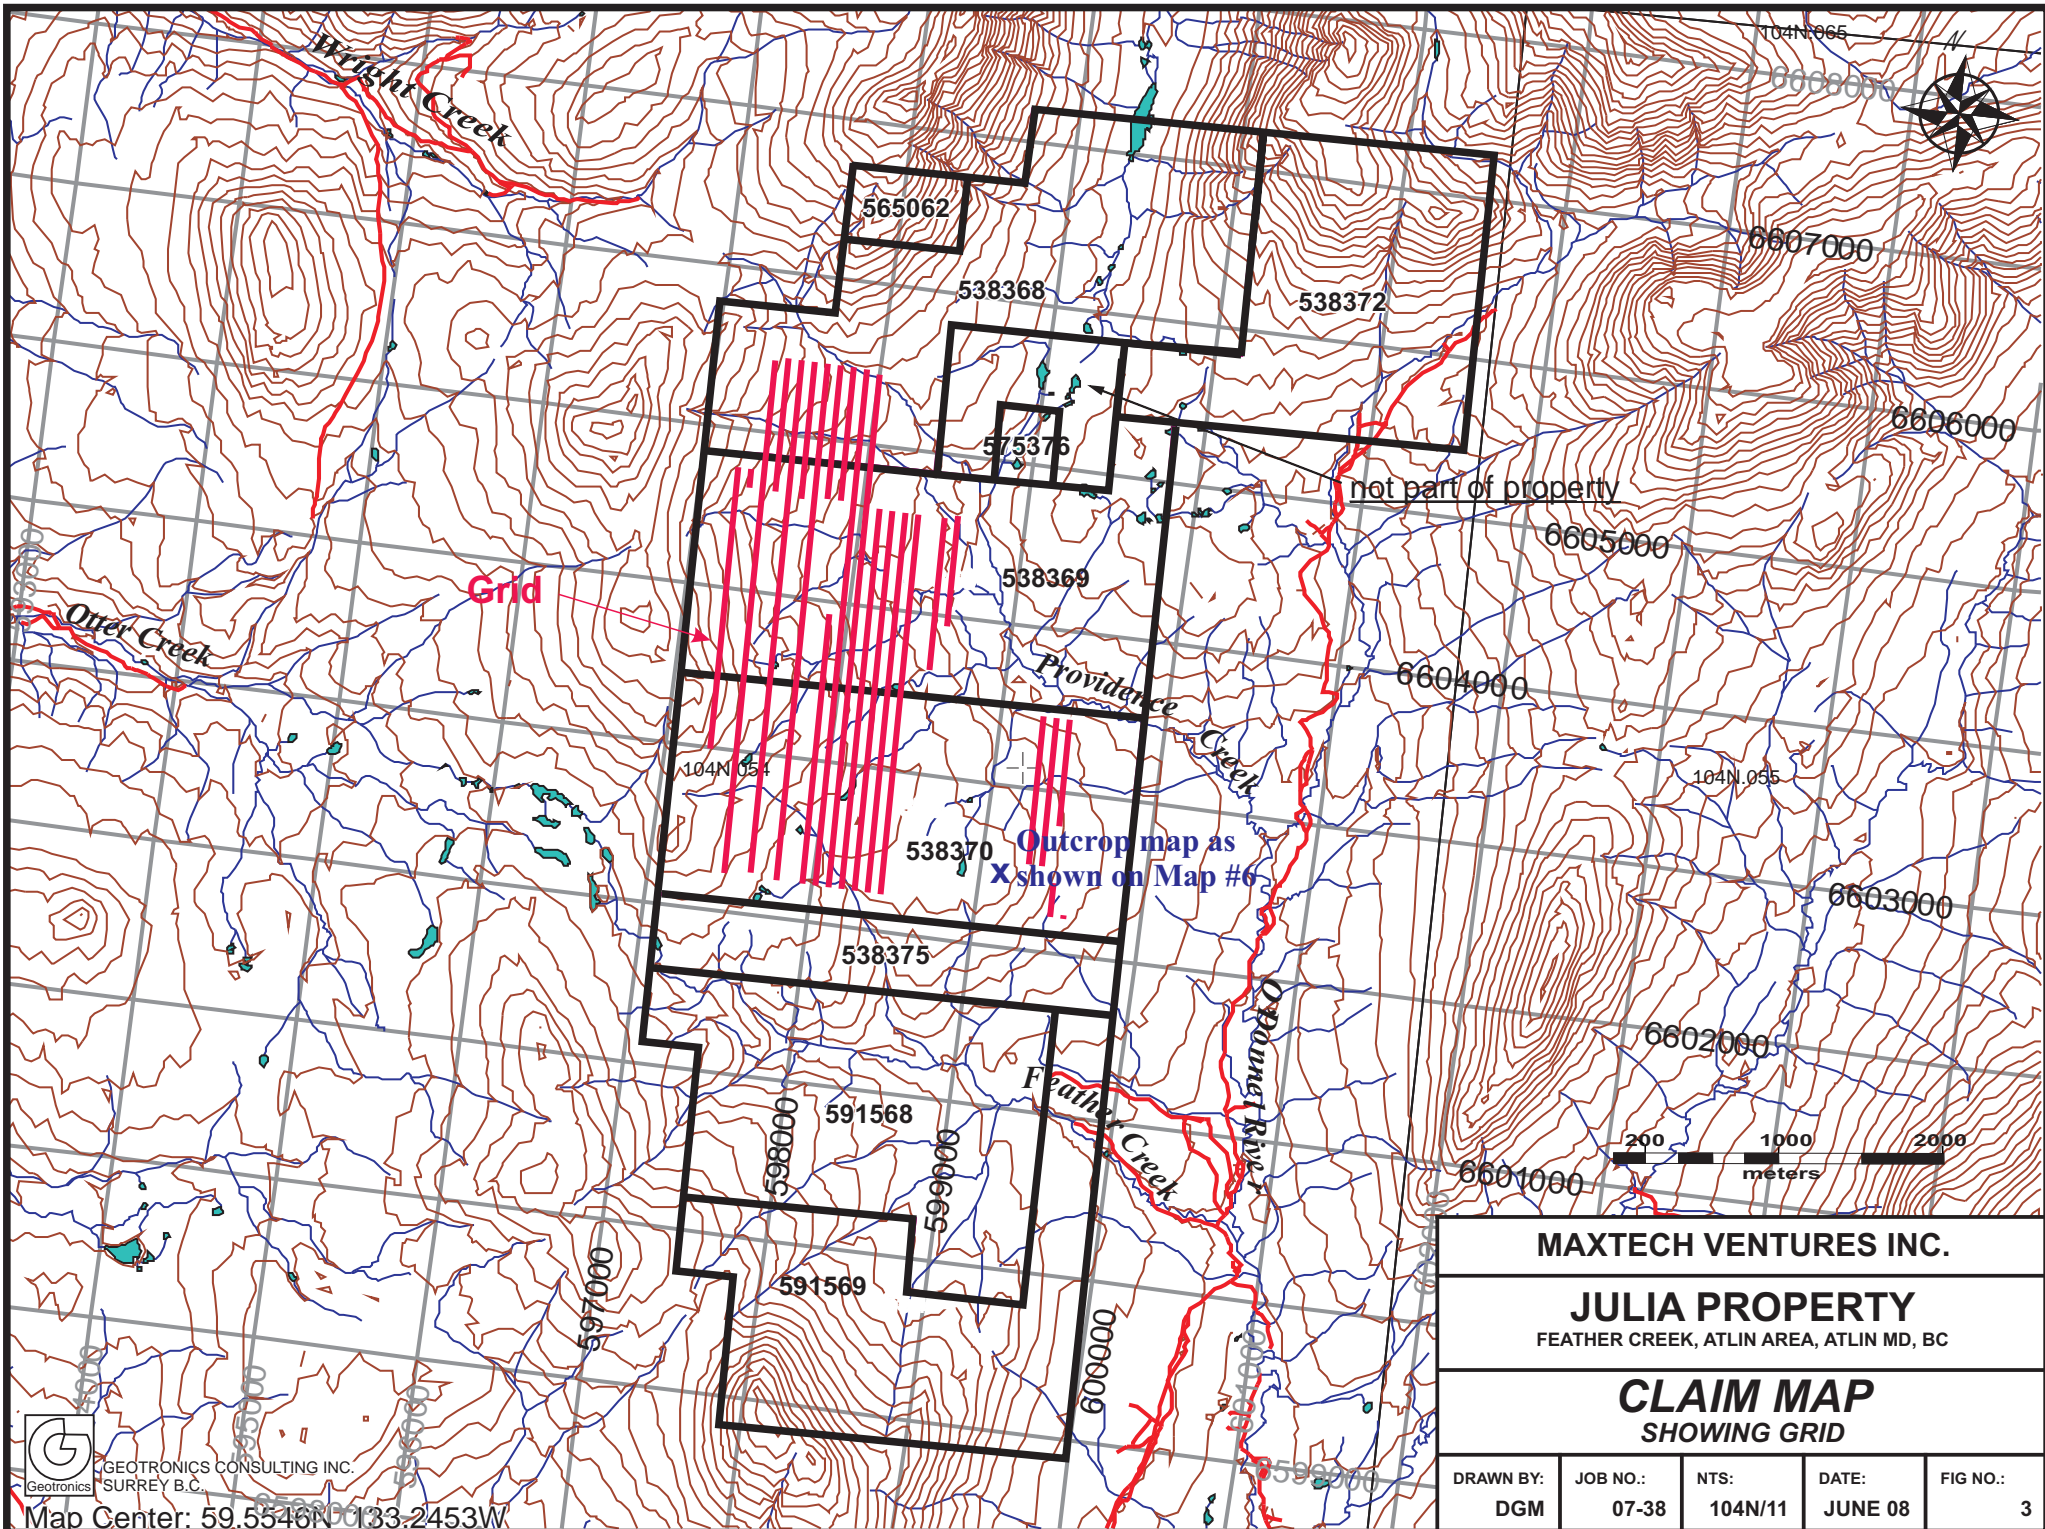 104N.065
N
Wright Creek
6608000
565062
6607000
538368
538372
6606000
575376
not part of property
6605000
Grid
538369
Otter Creek
Providence
Creek
6604000
104N.054
104N.055
538370
Outcrop map as
X shown on Map #6
6603000
538375
O'Donnel River
6602000
Feather Creek
591568
598000
599000
200 1000 2000
meters
6601000
591569
597000
600000
601000
595000
596000
6599000
MAXTECH VENTURES INC.
JULIA PROPERTY
FEATHER CREEK, ATLIN AREA, ATLIN MD, BC
CLAIM MAP
SHOWING GRID
DRAWN BY: JOB NO.: NTS: DATE: FIG NO.:
DGM 07-38 104N/11 JUNE 08 3
Geotronics
GEOTRONICS CONSULTING INC.
SURREY B.C.
Map Center: 59.5546N 133.2453W